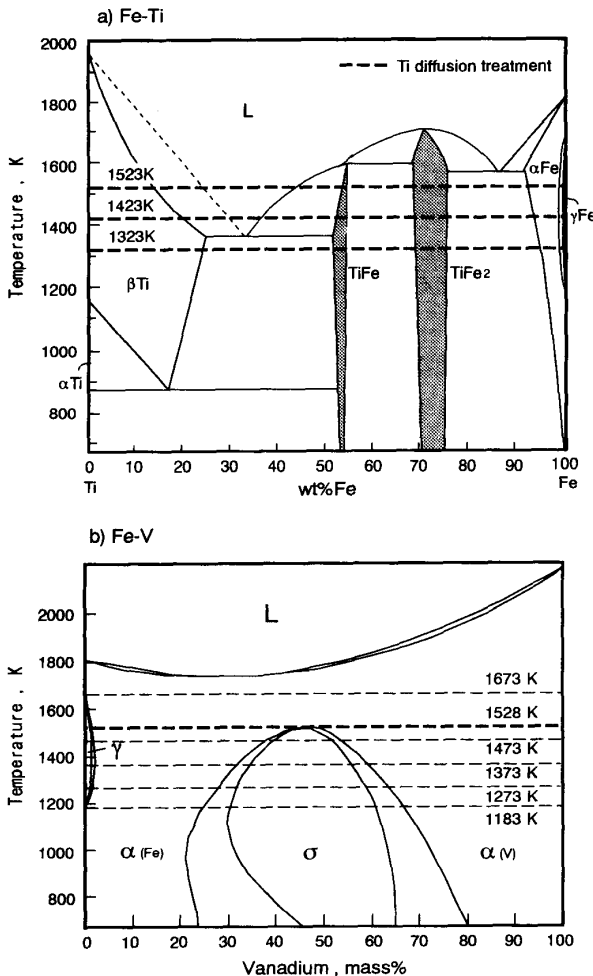 a) Fe-Ti
2000
1800
1600
1400
1200
1000
800
Temperature , K
L
Ti diffusion treatment
1523K
1423K
1323K
βTi
αTi
TiFe
TiFe2
αFe
γFe
0 10 20 30 40 50 60 70 80 90 100
Ti wt%Fe Fe
b) Fe-V
2000
1800
1600
1400
1200
1000
800
Temperature , K
L
1673 K
1528 K
1473 K
1373 K
1273 K
1183 K
γ
α (Fe)
σ
α (V)
0 10 20 30 40 50 60 70 80 90 100
Vanadium , mass%